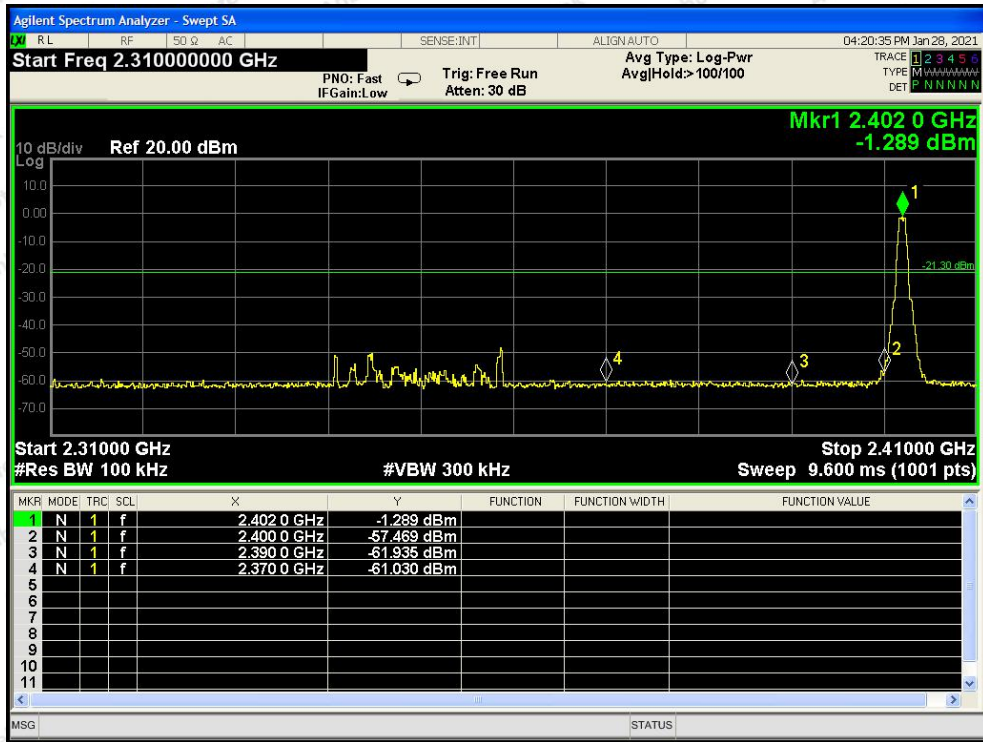 Agilent Spectrum Analyzer - Swept SA
LXI RL RF 50 Ω AC SENSE:INT ALIGN AUTO 04:20:35 PM Jan 28, 2021
Start Freq 2.310000000 GHz Avg Type: Log-Pwr TRACE 1 2 3 4 5 6
PNO: Fast Trig: Free Run Avg|Hold:> 100/100 TYPE M
IFGain:Low Atten: 30 dB DET P N N N N N
Mkr1 2.402 0 GHz
10 dB/div Ref 20.00 dBm -1.289 dBm
Log
10.0
1
0.00
-10.0
-20.0
-21.30 dBm
-30.0
-40.0
-50.0
4 3 2
-60.0
-70.0
Start 2.31000 GHz Stop 2.41000 GHz
#Res BW 100 kHz #VBW 300 kHz Sweep 9.600 ms (1001 pts)
MKR MODE TRC SCL X Y FUNCTION FUNCTION WIDTH FUNCTION VALUE
1 N 1 f 2.402 0 GHz -1.289 dBm
2 N 1 f 2.400 0 GHz -57.469 dBm
3 N 1 f 2.390 0 GHz -61.935 dBm
4 N 1 f 2.370 0 GHz -61.030 dBm
5
6
7
8
9
10
11
MSG STATUS